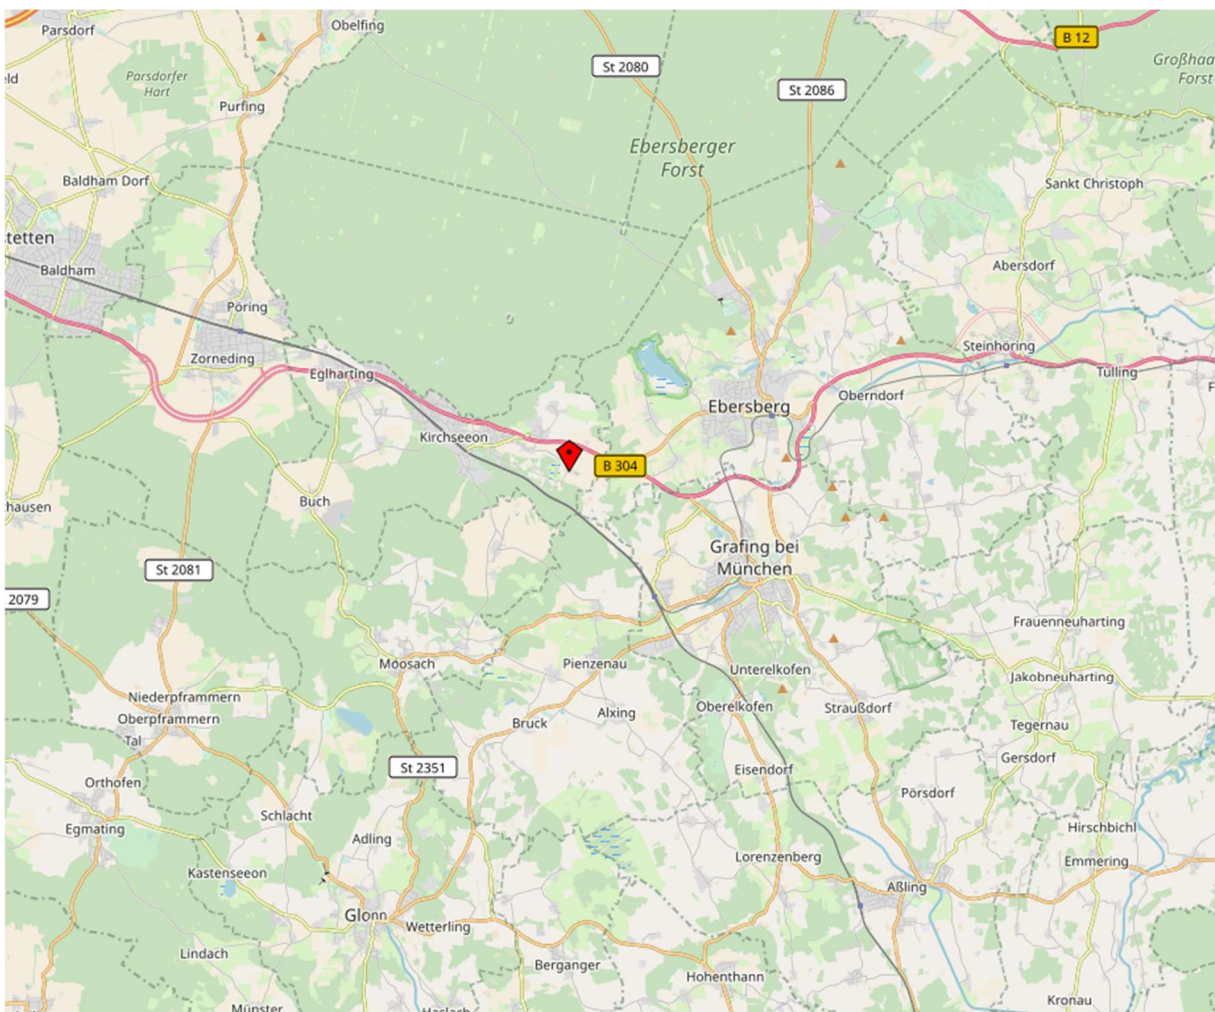 Parsdorf
Obelfing
B 12
St 2080
Großhaa
Forst
eld
Parsdorfer
Hart
St 2086
Purfing
Ebersberger
Forst
Baldham Dorf
Sankt Christoph
tetten
Baldham
Abersdorf
Pöring
Steinhöring
Zorneding
Eglharting
Tulling
F
Oberndorf
Ebersberg
Kirchseeon
B 304
Buch
hausen
Grafing bei
München
St 2081
2079
Frauenneuharting
Moosach
Pienzenau
Unterelkofen
Jakobneuharting
Niederpframmern
Oberpframmern
Oberelkofen
Straußdorf
Alxing
Bruck
Tegernau
Tal
Gersdorf
St 2351
Eisendorf
Orthofen
Pörsdorf
Schlacht
Egmating
Hirschbichl
Adling
Lorenzenberg
Emmering
Kastenseeon
Aßling
Glonn
Wetterling
Lindach
Berganger
Hohenthann
Kronau
Münster
Haslach